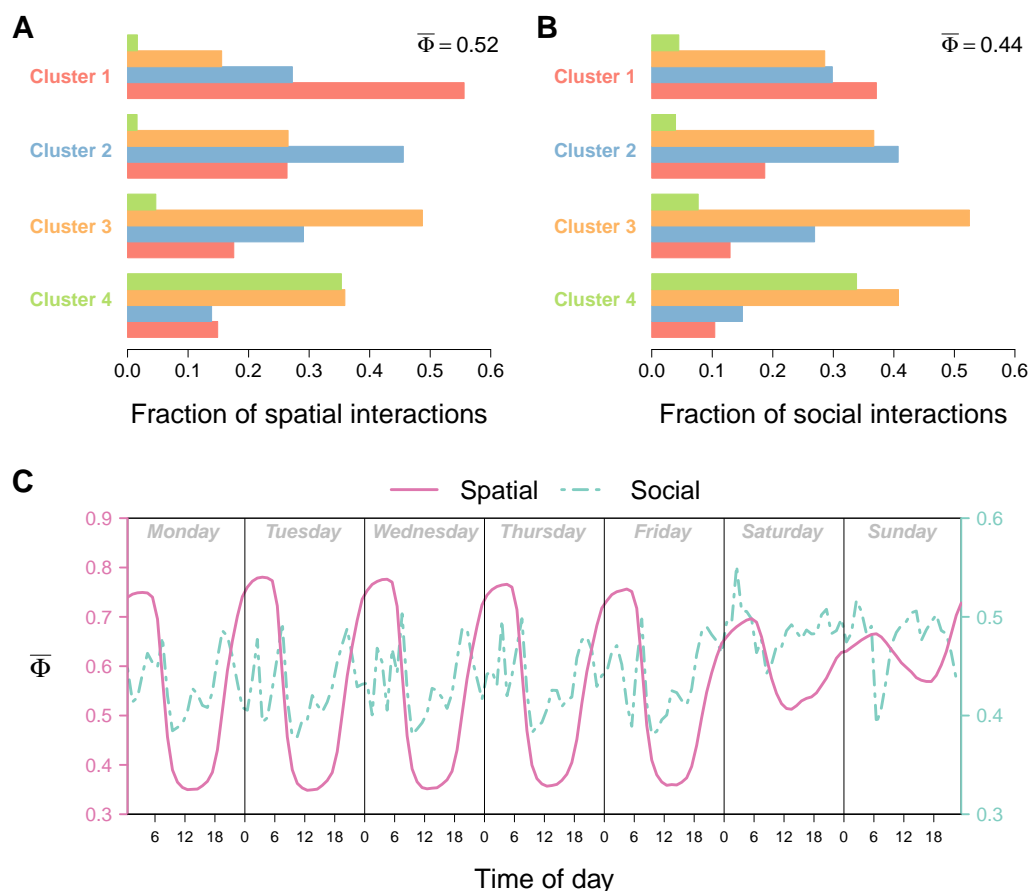 A
Φ̅ = 0.52
Cluster 1
Cluster 2
Cluster 3
Cluster 4
0.0 0.1 0.2 0.3 0.4 0.5 0.6
Fraction of spatial interactions
B
Φ̅ = 0.44
Cluster 1
Cluster 2
Cluster 3
Cluster 4
0.0 0.1 0.2 0.3 0.4 0.5 0.6
Fraction of social interactions
C
Spatial Social
Monday Tuesday Wednesday Thursday Friday Saturday Sunday
0.9
0.8
0.7
0.6
0.5
0.4
0.3
Φ̅
0.6
0.5
0.4
0.3
6 12 18 0 6 12 18 0 6 12 18 0 6 12 18 0 6 12 18 0 6 12 18 0 6 12 18
Time of day